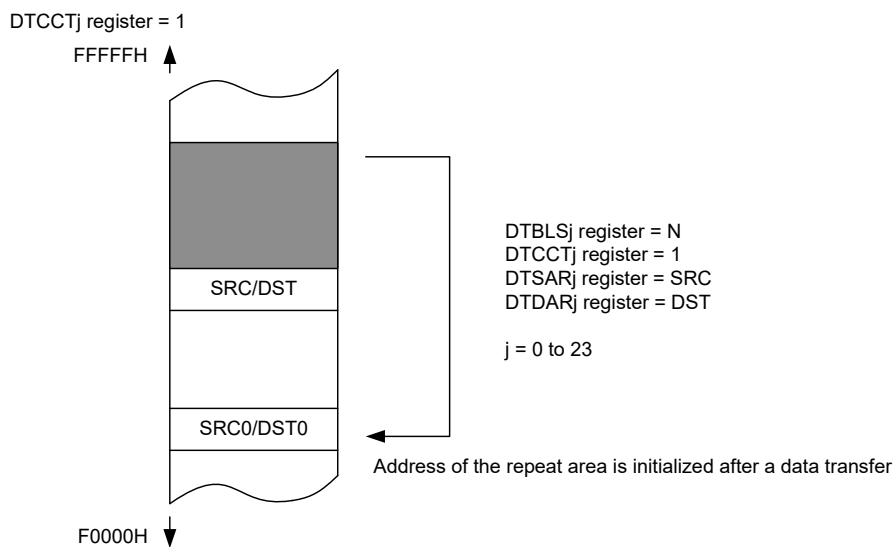 DTCCTj register = 1
FFFFFH
SRC/DST
SRC0/DST0
F0000H
DTBLSj register = N
DTCCTj register = 1
DTSARj register = SRC
DTDARj register = DST
j = 0 to 23
Address of the repeat area is initialized after a data transfer